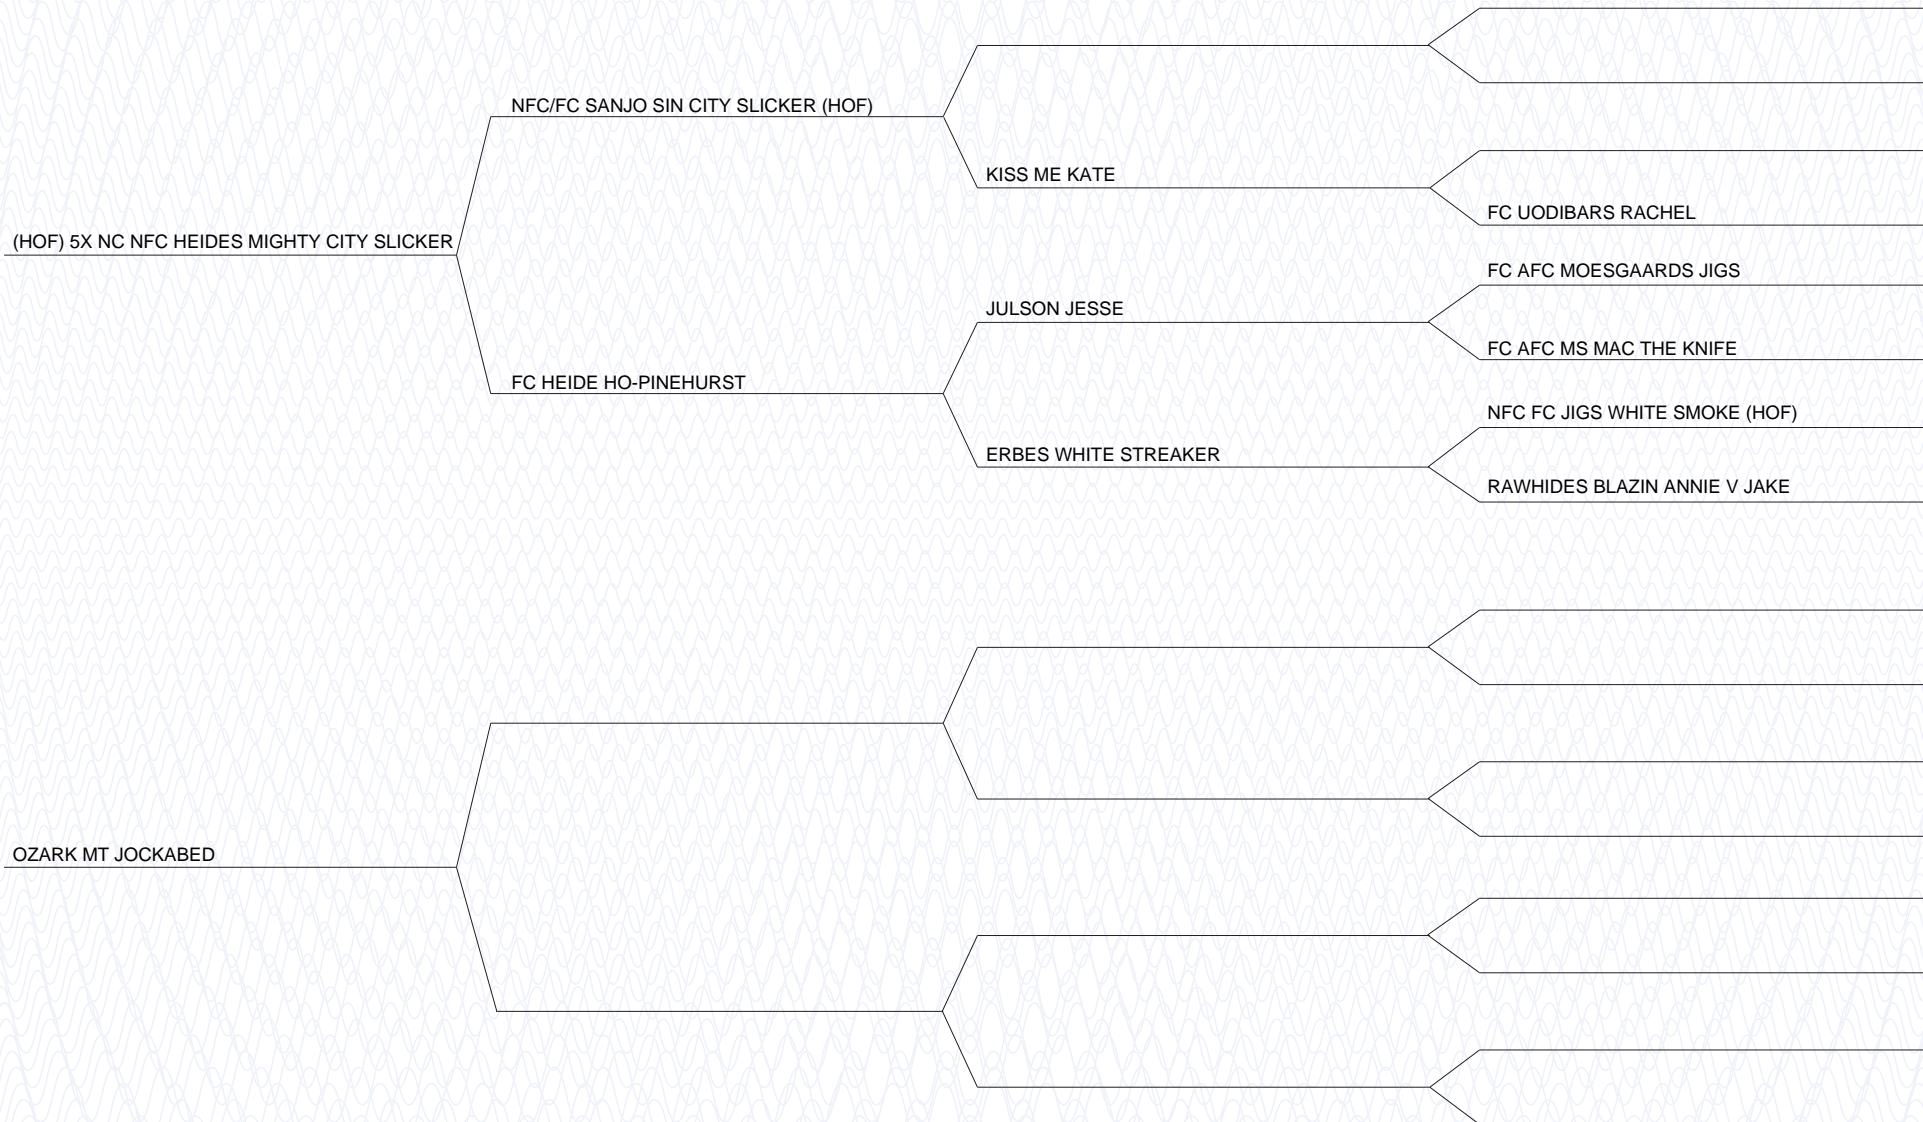 NFC/FC SANJO SIN CITY SLICKER (HOF)
KISS ME KATE
FC UODIBARS RACHEL
(HOF) 5X NC NFC HEIDES MIGHTY CITY SLICKER
FC AFC MOESGAARDS JIGS
JULSON JESSE
FC AFC MS MAC THE KNIFE
FC HEIDE HO-PINEHURST
NFC FC JIGS WHITE SMOKE (HOF)
ERBES WHITE STREAKER
RAWHIDES BLAZIN ANNIE V JAKE
OZARK MT JOCKABED